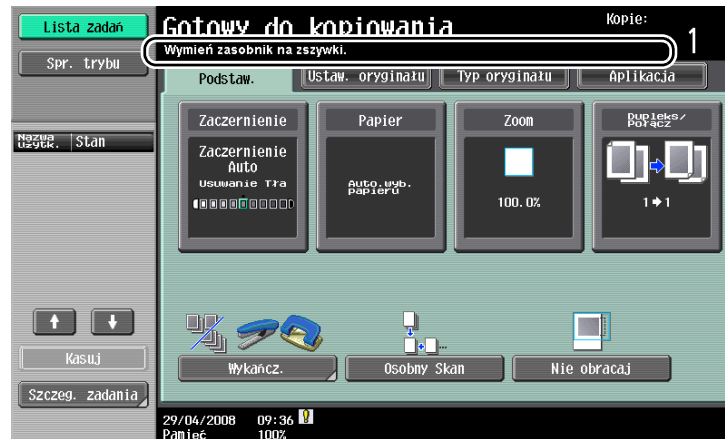 Lista zadań
Spr. trybu
Nazwa użytk.
Stan
Kasuj
Szczeg. zadania
Gotowy do kopiowania
Kopie:
1
Wymień zasobnik na zszywki.
Podstaw.
Ustaw. oryginału
Typ oryginału
Aplikacja
Zaczernienie
Zaczernienie
Auto
Usuwanie Tła
Papier
Auto.wyb.
papieru
Zoom
100.0%
Dupleks/
Połącz
1 → 1
Wykańcz.
Osobny Skan
Nie obracaj
29/04/2008 09:36
Pamięć 100%